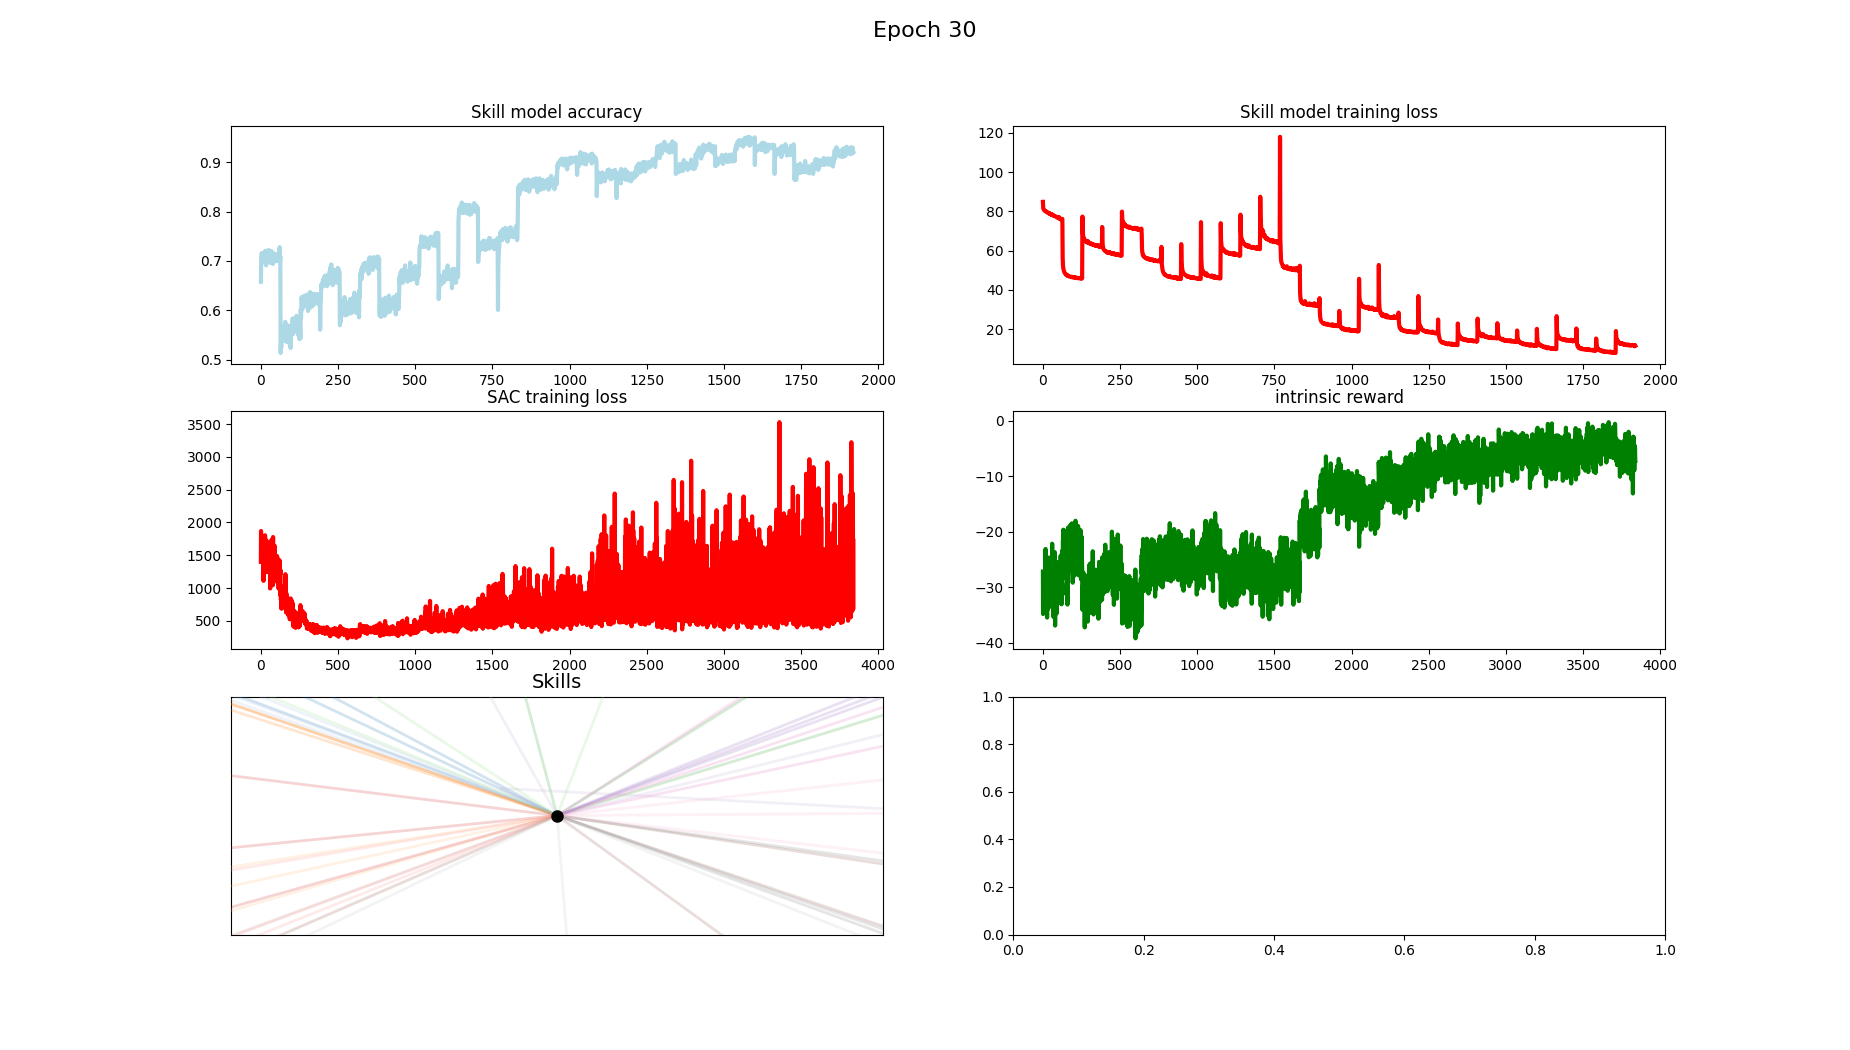 Epoch 30
Skill model accuracy
0.9
0.8
0.7
0.6
0.5
0 250 500 750 1000 1250 1500 1750 2000
Skill model training loss
120
100
80
60
40
20
0 250 500 750 1000 1250 1500 1750 2000
SAC training loss
3500
3000
2500
2000
1500
1000
500
0 500 1000 1500 2000 2500 3000 3500 4000
intrinsic reward
0
−10
−20
−30
−40
0 500 1000 1500 2000 2500 3000 3500 4000
Skills
1.0
0.8
0.6
0.4
0.2
0.0
0.0 0.2 0.4 0.6 0.8 1.0